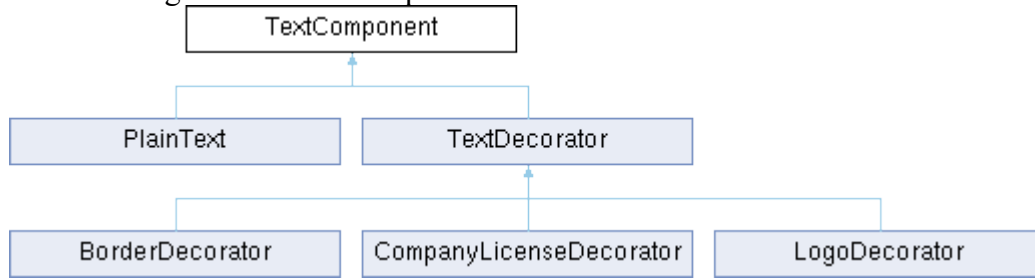 TextComponent
PlainText
TextDecorator
BorderDecorator
CompanyLicenseDecorator
LogoDecorator